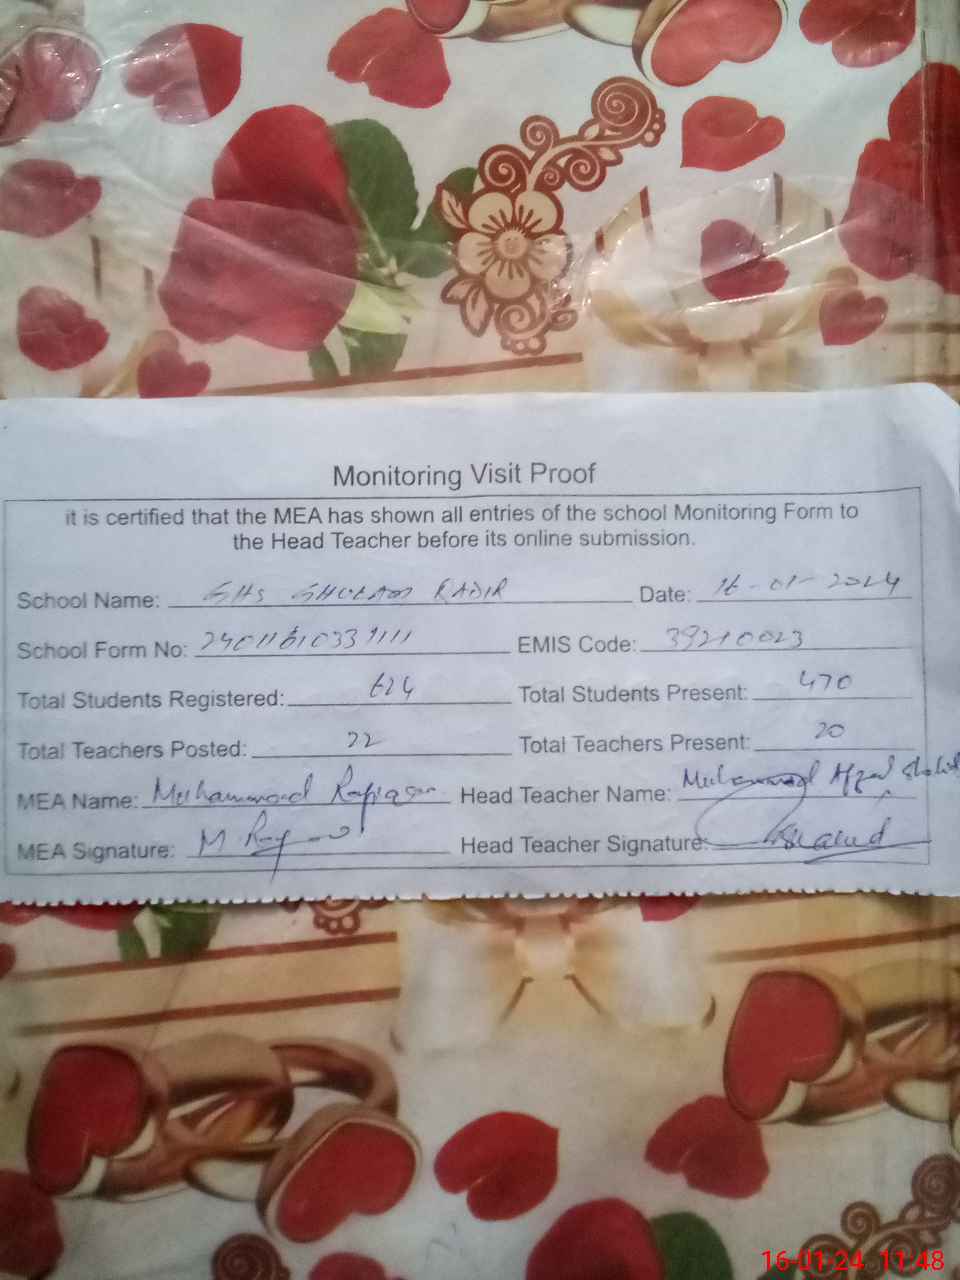 Monitoring Visit Proof
it is certified that the MEA has shown all entries of the school Monitoring Form to
the Head Teacher before its online submission.
School Name: GHS GHULAM KADIR Date: 16-01-2024
School Form No: EMIS Code: 39210023
Total Students Registered: 624 Total Students Present: 470
Total Teachers Posted: 22 Total Teachers Present: 20
MEA Name: Muhammad Head Teacher Name: Muhammad Afzal Shahid
MEA Signature: Head Teacher Signature:
16-01-24 11:48